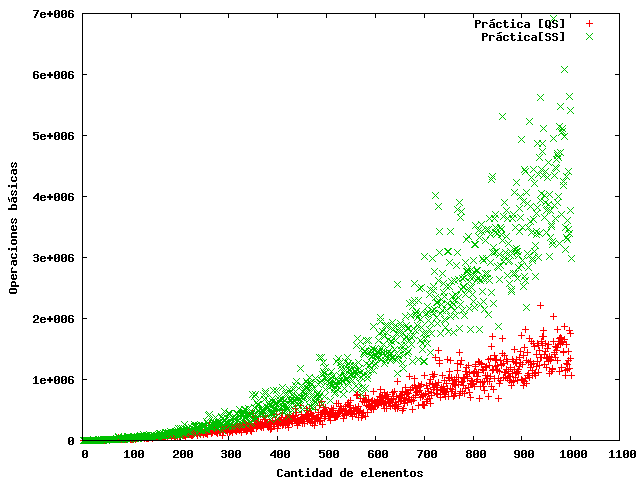 7e+006
6e+006
5e+006
4e+006
3e+006
2e+006
1e+006
0
0 100 200 300 400 500 600 700 800 900 1000 1100
Cantidad de elementos
Operaciones básicas
Práctica [QS]
Práctica[SS]